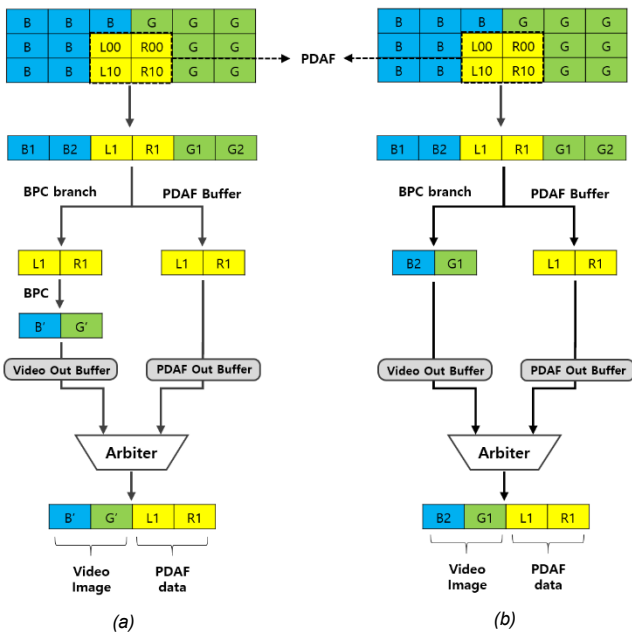 B B B G G G
B B L00 R00 G G
B B L10 R10 G G
PDAF
B B B G G G
B B L00 R00 G G
B B L10 R10 G G
B1 B2 L1 R1 G1 G2
BPC branch PDAF Buffer
L1 R1
L1 R1
BPC
B' G'
Video Out Buffer PDAF Out Buffer
Arbiter
B' G' L1 R1
Video Image
PDAF data
(a)
B1 B2 L1 R1 G1 G2
BPC branch PDAF Buffer
B2 G1
L1 R1
Video Out Buffer PDAF Out Buffer
Arbiter
B2 G1 L1 R1
Video Image
PDAF data
(b)